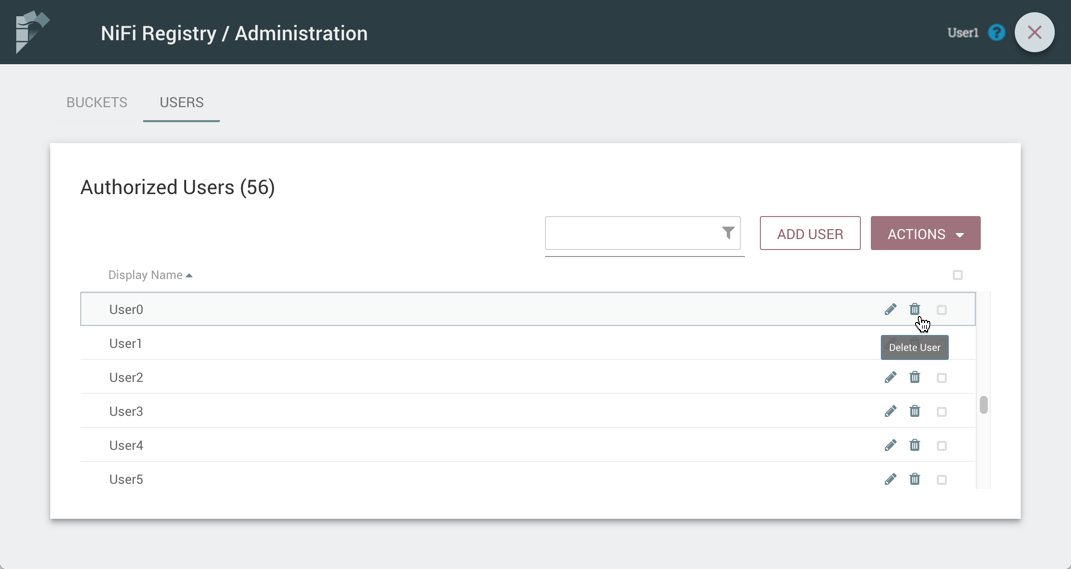 NiFi Registry / Administration
User1
?
BUCKETS
USERS
Authorized Users (56)
ADD USER
ACTIONS
Display Name
User0
User1
Delete User
User2
User3
User4
User5